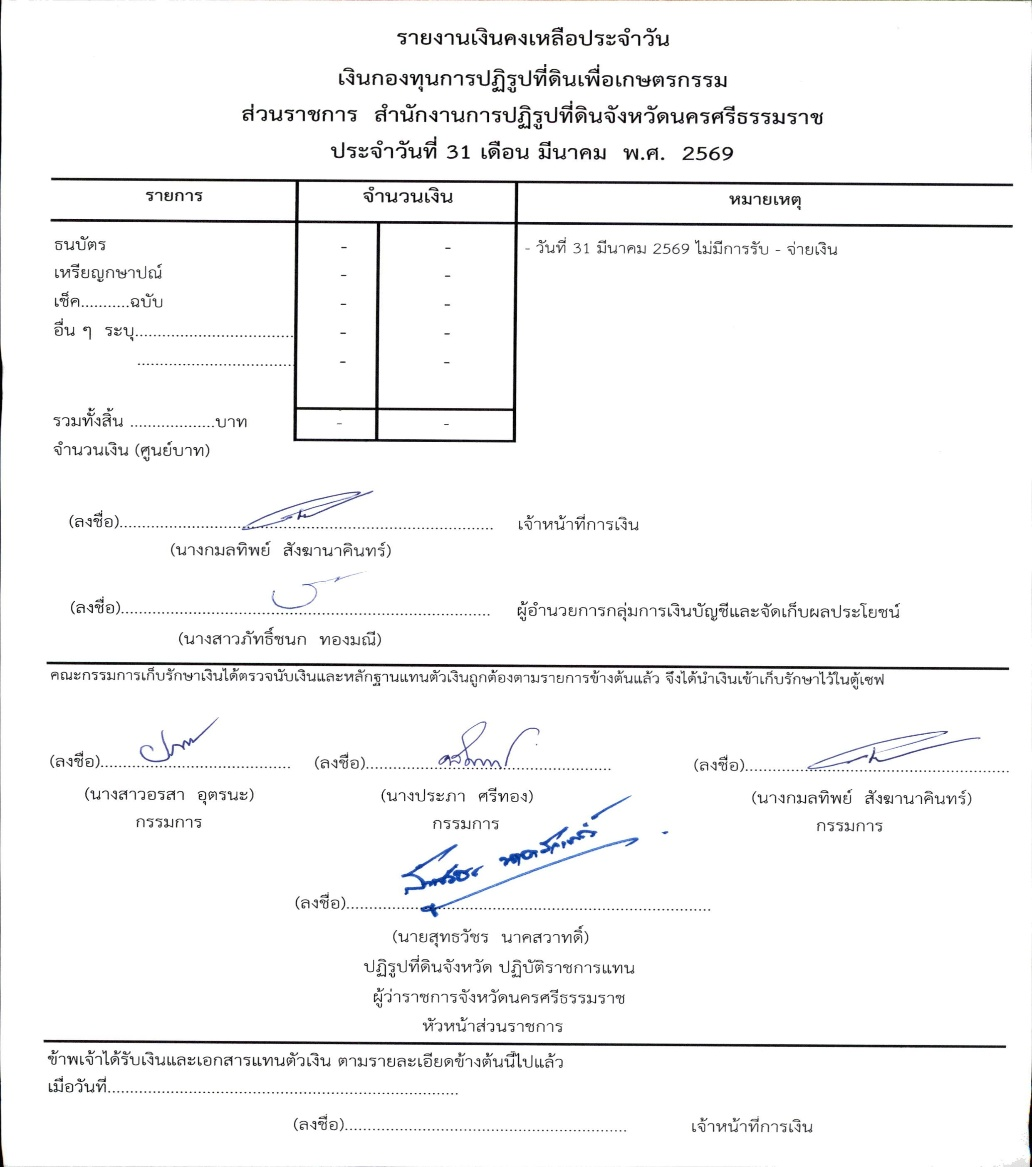 รายงานเงินคงเหลือประจำวัน
เงินกองทุนการปฏิรูปที่ดินเพื่อเกษตรกรรม
ส่วนราชการ สำนักงานการปฏิรูปที่ดินจังหวัดนครศรีธรรมราช
ประจำวันที่ 31 เดือน มีนาคม พ.ศ. 2569
รายการ จำนวนเงิน หมายเหตุ
ธนบัตร - - - วันที่ 31 มีนาคม 2569 ไม่มีการรับ - จ่ายเงิน
เหรียญกษาปณ์ - -
เช็ค...........ฉบับ - -
อื่น ๆ ระบุ................................. - -
................................. - -
รวมทั้งสิ้น ...................บาท - -
จำนวนเงิน (ศูนย์บาท)
(ลงชื่อ)................................................................ เจ้าหน้าที่การเงิน
(นางกมลทิพย์ สังฆานาคินทร์)
(ลงชื่อ)................................................................ ผู้อำนวยการกลุ่มการเงินบัญชีและจัดเก็บผลประโยชน์
(นางสาวภัทธิ์ชนก ทองมณี)
คณะกรรมการเก็บรักษาเงินได้ตรวจนับเงินและหลักฐานแทนตัวเงินถูกต้องตามรายการข้างต้นแล้ว จึงได้นำเงินเข้าเก็บรักษาไว้ในตู้เซฟ
(ลงชื่อ)........................................ (ลงชื่อ).................................................... (ลงชื่อ)........................................................
(นางสาวอรสา อุตรนะ) (นางประภา ศรีทอง) (นางกมลทิพย์ สังฆานาคินทร์)
กรรมการ กรรมการ กรรมการ
(ลงชื่อ)................................................................................
(นายสุทธวัชร นาคสวาทดิ์)
ปฏิรูปที่ดินจังหวัด ปฏิบัติราชการแทน
ผู้ว่าราชการจังหวัดนครศรีธรรมราช
หัวหน้าส่วนราชการ
ข้าพเจ้าได้รับเงินและเอกสารแทนตัวเงิน ตามรายละเอียดข้างต้นนี้ไปแล้ว
เมื่อวันที่...........................................................................
(ลงชื่อ)............................................................ เจ้าหน้าที่การเงิน